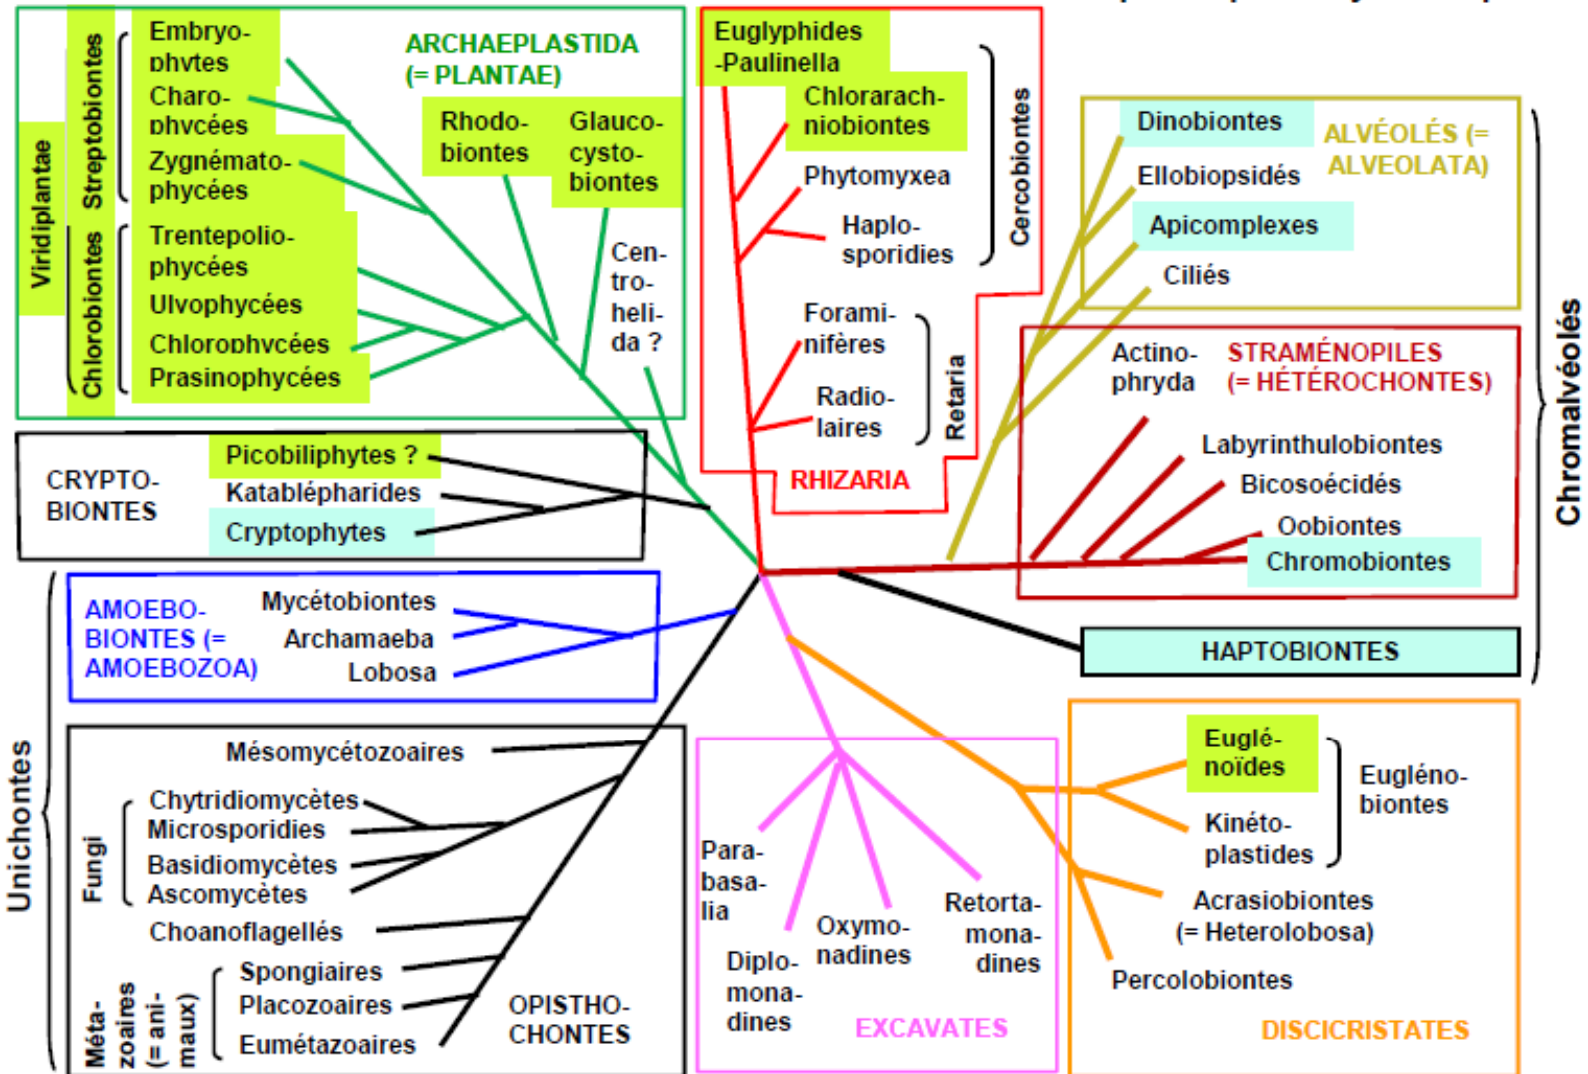 Embryo-
phytes
Charo-
phycées
Zygnémato-
phycées
Trentepolio-
phycées
Ulvophycées
Chlorophycées
Prasinophycées
Viridiplantae
Streptobiontes
Chlorobiontes
ARCHAEPLASTIDA
(= PLANTAE)
Rhodo-
biontes
Glauco-
cysto-
biontes
Cen-
tro-
heli-
da ?
Euglyphides
-Paulinella
Chlorarach-
niobiontes
Phytomyxea
Haplo-
sporidies
Cercobiontes
Forami-
nifères
Radio-
laires
Retaria
RHIZARIA
Dinobiontes
ALVÉOLÉS (=
ALVEOLATA)
Ellobiopsidés
Apicomplexes
Ciliés
Actino-
phryda
STRAMÉNOPILES
(= HÉTÉROCHONTES)
Labyrinthulobiontes
Bicosoécidés
Oobiontes
Chromobiontes
HAPTOBIONTES
Chromalvéolés
CRYPTO-
BIONTES
Picobiliphytes ?
Katablépharides
Cryptophytes
AMOEBO-
BIONTES (=
AMOEBOZOA)
Mycétobiontes
Archamaeba
Lobosa
Unichontes
Mésomycétozoaires
Fungi
Chytridiomycètes
Microsporidies
Basidiomycètes
Ascomycètes
Choanoflagellés
Méta-
zoaires
(= ani-
maux)
Spongiaires
Placozoaires
Eumétazoaires
OPISTHO-
CHONTES
Para-
basa-
lia
Diplo-
mona-
dines
Oxymo-
nadines
Retorta-
mona-
dines
EXCAVATES
Euglé-
noïdes
Eugléno-
biontes
Kinéto-
plastides
Acrasiobiontes
(= Heterolobosa)
Percolobiontes
DISCICRISTATES